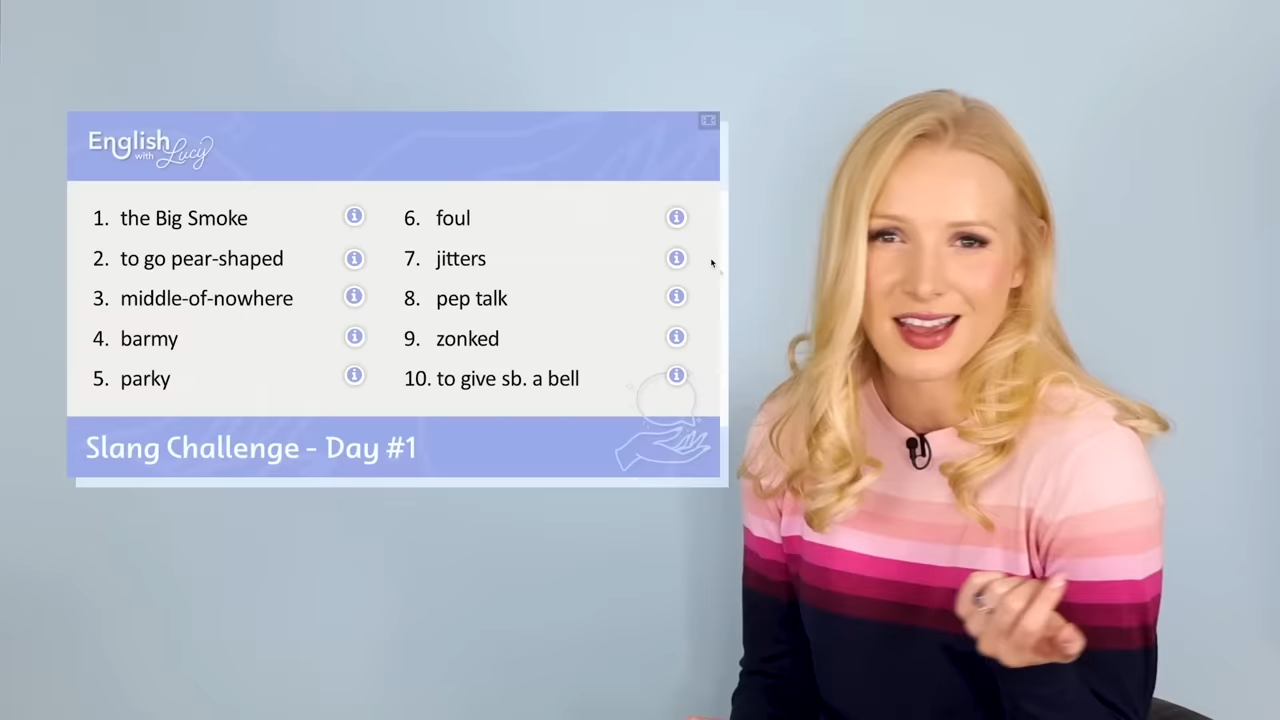 English
with Lucy
1. the Big Smoke
2. to go pear-shaped
3. middle-of-nowhere
4. barmy
5. parky
6. foul
7. jitters
8. pep talk
9. zonked
10. to give sb. a bell
Slang Challenge - Day #1